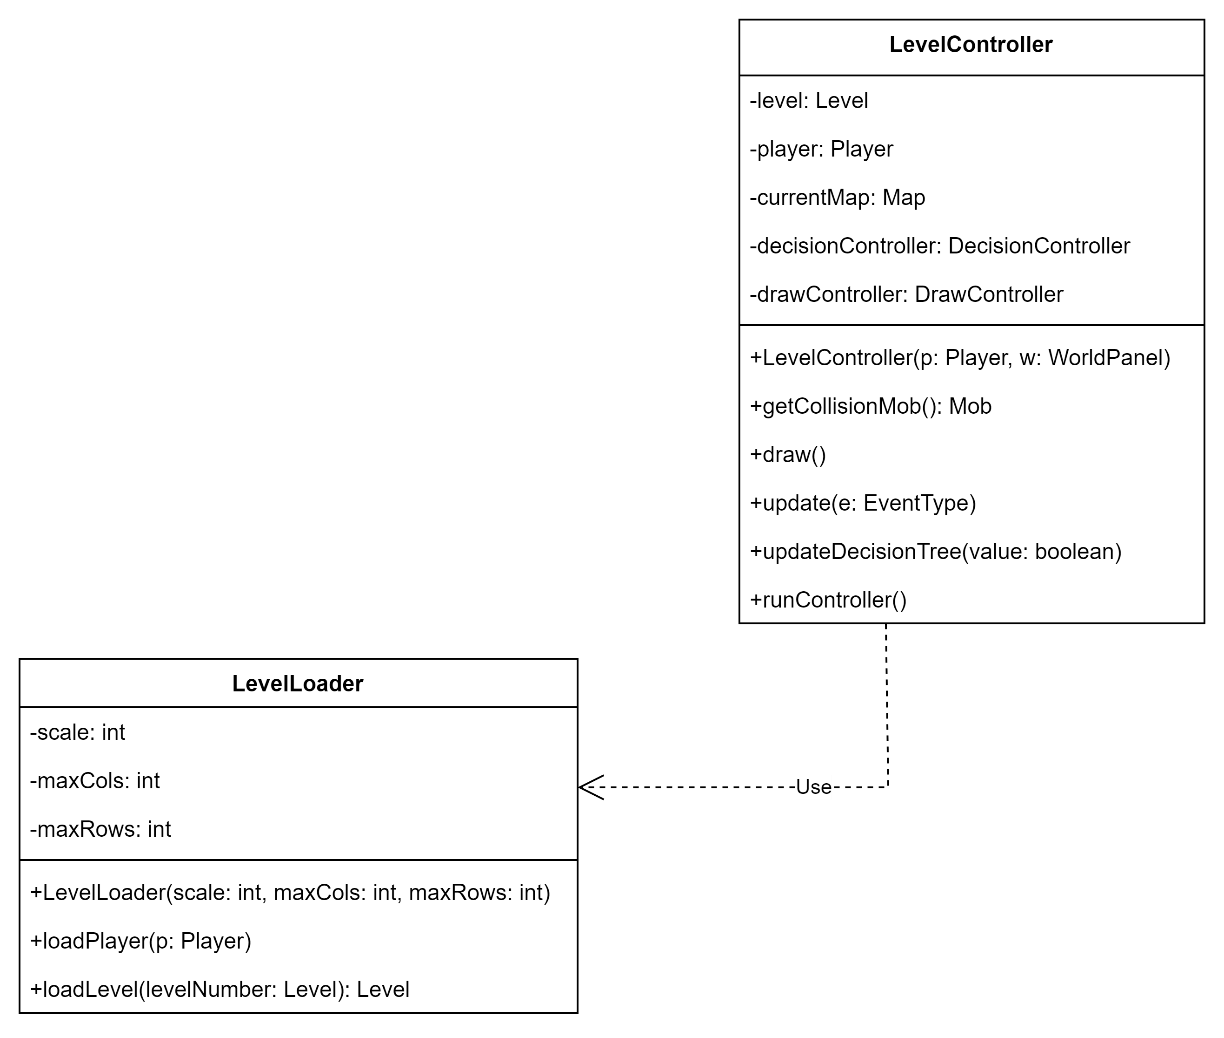 LevelController
-level: Level
-player: Player
-currentMap: Map
-decisionController: DecisionController
-drawController: DrawController
+LevelController(p: Player, w: WorldPanel)
+getCollisionMob(): Mob
+draw()
+update(e: EventType)
+updateDecisionTree(value: boolean)
+runController()
LevelLoader
-scale: int
-maxCols: int
-maxRows: int
+LevelLoader(scale: int, maxCols: int, maxRows: int)
+loadPlayer(p: Player)
+loadLevel(levelNumber: Level): Level
Use